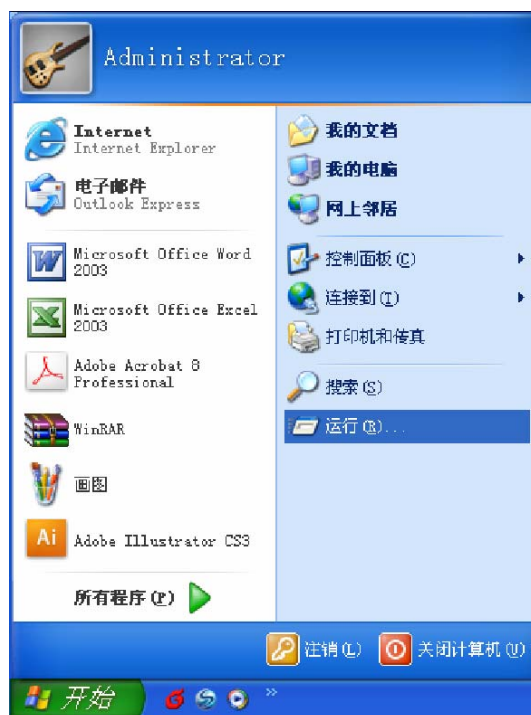 Administrator
Internet
Internet Explorer
电子邮件
Outlook Express
Microsoft Office Word
2003
Microsoft Office Excel
2003
Adobe Acrobat 8
Professional
WinRAR
画图
Ai
Adobe Illustrator CS3
所有程序(P)
我的文档
我的电脑
网上邻居
控制面板(C)
连接到(T)
打印机和传真
搜索(S)
运行(R)...
注销(L)
关闭计算机(U)
开始